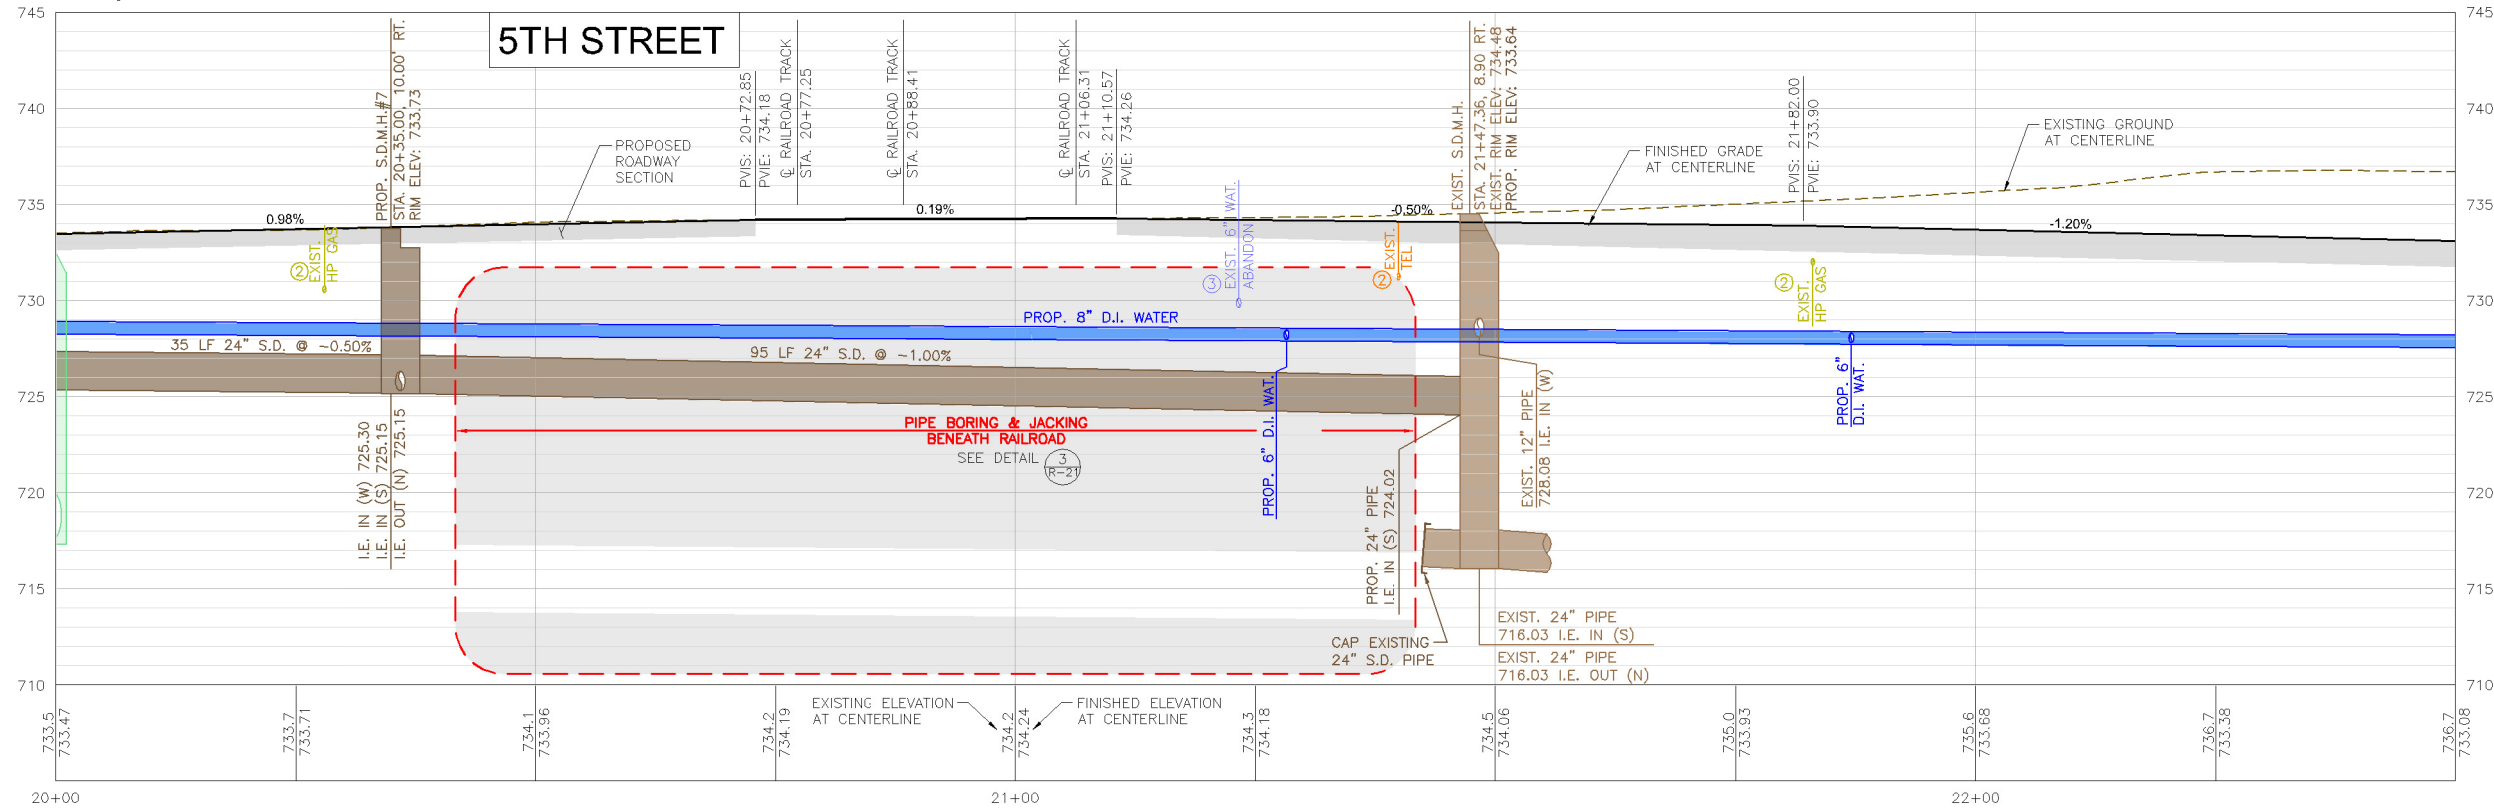 745
740
735
730
725
720
715
710
5TH STREET
PROP. S.D.M.H.#7
STA. 20+35.00, 10.00' RT.
RIM ELEV: 733.73
PROPOSED
ROADWAY
SECTION
PVIS: 20+72.85
PVIE: 734.18
℄ RAILROAD TRACK
STA. 20+77.25
℄ RAILROAD TRACK
STA. 20+88.41
℄ RAILROAD TRACK
STA. 21+06.31
PVIS: 21+10.57
PVIE: 734.26
EXIST. S.D.M.H.
STA. 21+47.36, 8.90 RT.
EXIST. RIM ELEV: 734.48
PROP. RIM ELEV: 733.64
FINISHED GRADE
AT CENTERLINE
PVIS: 21+82.00
PVIE: 733.90
EXISTING GROUND
AT CENTERLINE
0.98%
0.19%
-0.50%
-1.20%
2
EXIST.
HP GAS
3
EXIST. 6" WAT.
ABANDON
2
EXIST.
TEL
2
EXIST.
HP GAS
PROP. 8" D.I. WATER
35 LF 24" S.D. @ ~0.50%
95 LF 24" S.D. @ ~1.00%
PIPE BORING & JACKING
BENEATH RAILROAD
SEE DETAIL
3
R-21
I.E. IN (W) 725.30
I.E. IN (S) 725.15
I.E. OUT (N) 725.15
PROP. 6" D.I. WAT.
PROP. 24" PIPE
I.E. IN (S) 724.02
EXIST. 12" PIPE
728.08 I.E. IN (W)
PROP. 6"
D.I. WAT.
CAP EXISTING
24" S.D. PIPE
EXIST. 24" PIPE
716.03 I.E. IN (S)
EXIST. 24" PIPE
716.03 I.E. OUT (N)
745
740
735
730
725
720
715
710
EXISTING ELEVATION
AT CENTERLINE
FINISHED ELEVATION
AT CENTERLINE
733.5
733.47
733.7
733.71
734.1
733.96
734.2
734.19
734.2
734.24
734.3
734.18
734.5
734.06
735.0
733.93
735.6
733.68
736.7
733.38
736.7
733.08
20+00
21+00
22+00